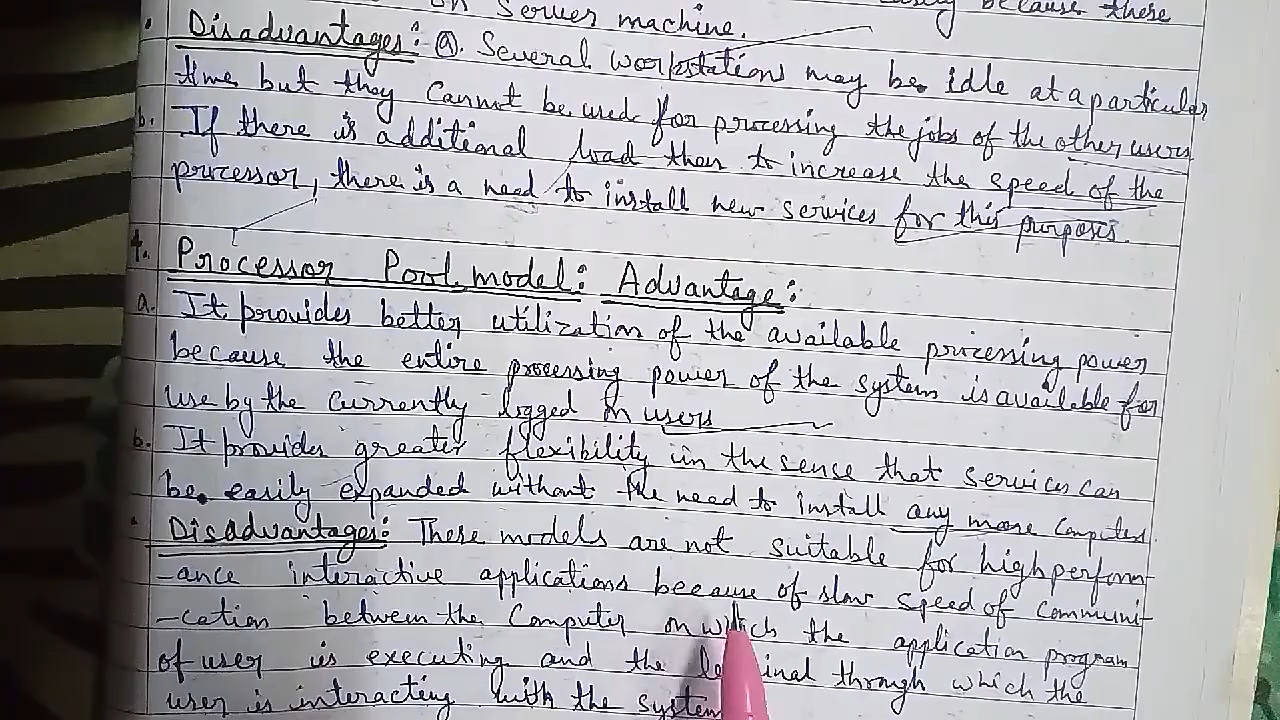 on Server machine.
because there
• Disadvantages: ⓐ. Several workstations may be idle at a particular
time but they cannot be used for processing the jobs of the other users
b. If there is additional load then to increase the speed of the
processor, there is a need to install new services for this purposes.
4. Processor Pool model: Advantage:
a. It provides better utilization of the available processing power
because the entire processing power of the system is available for
use by the currently logged in users
b. It provides greater flexibility in the sense that services can
be easily expanded without the need to install any more computer.
• Disadvantages: These models are not suitable for high perform
-ance interactive applications because of slow speed of communi-
-cation between the computer on which the application program
of user is executing and the through which the
user is interacting with the system